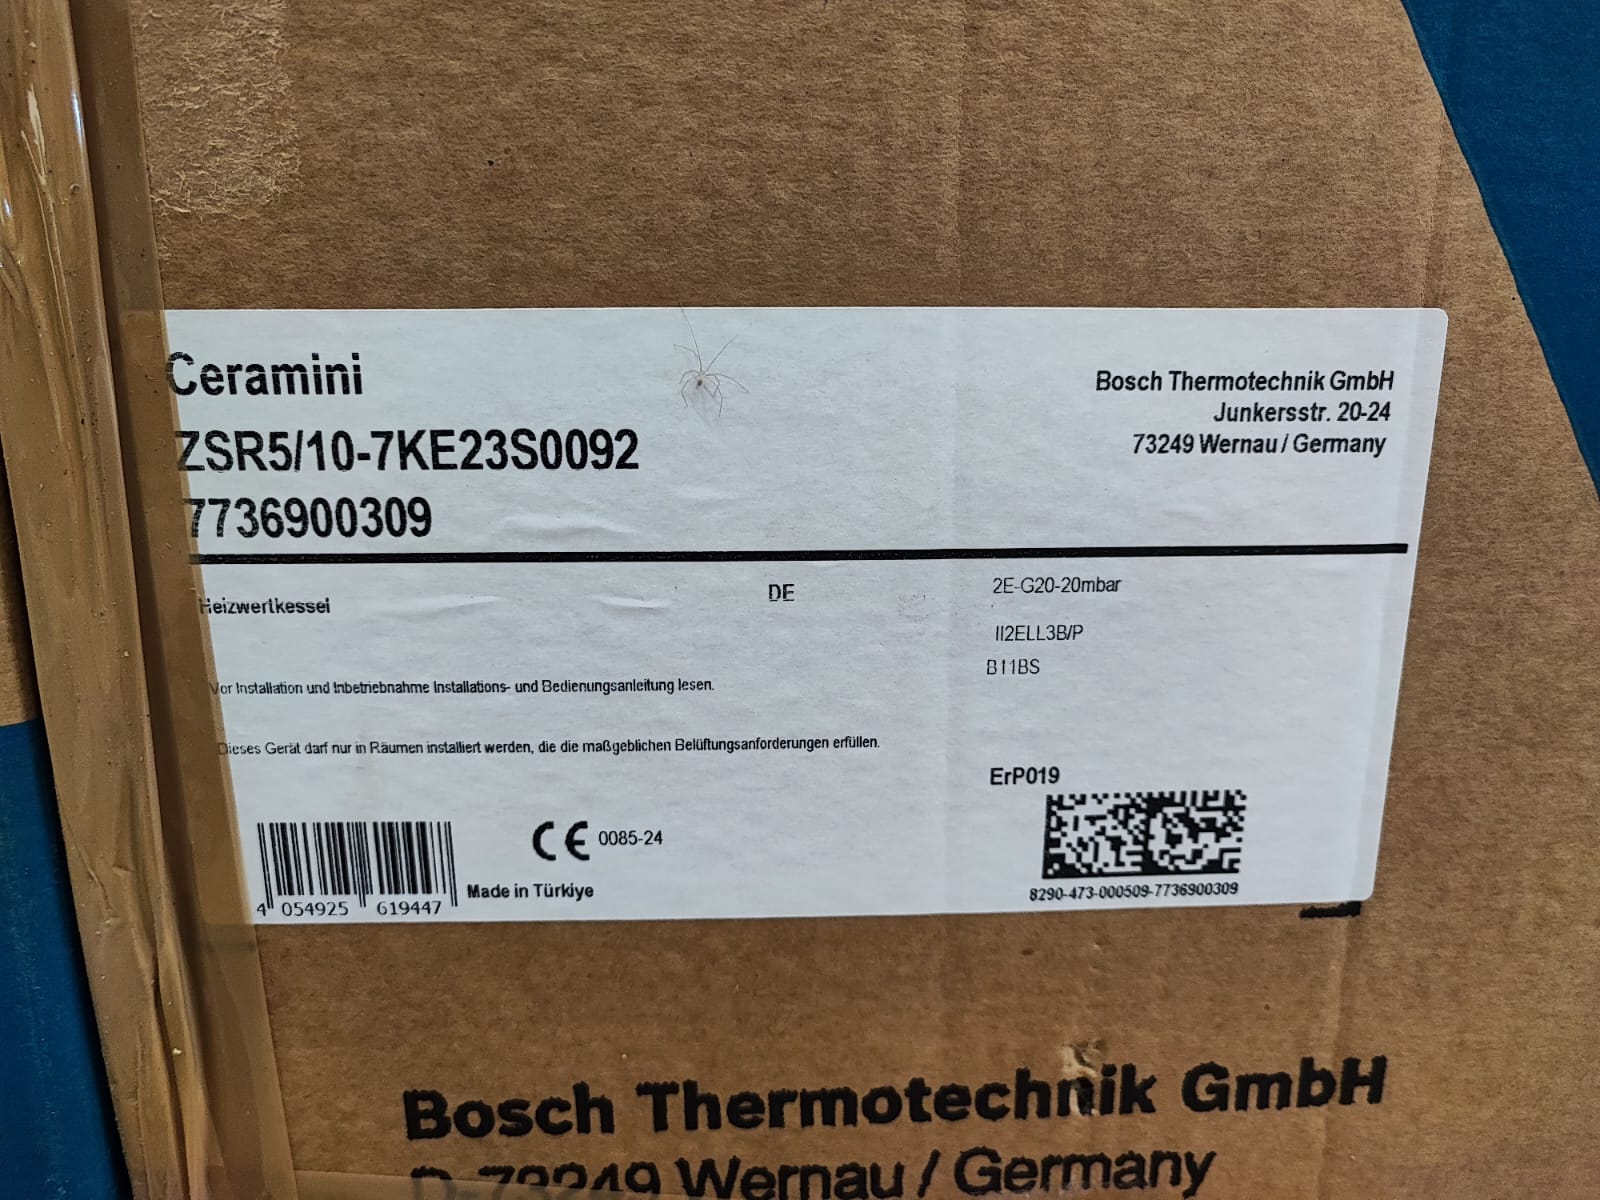 Ceramini
ZSR5/10-7KE23S0092
7736900309
Bosch Thermotechnik GmbH
Junkersstr. 20-24
73249 Wernau / Germany
Heizwertkessel
DE
2E-G20-20mbar
II2ELL3B/P
B11BS
Vor Installation und Inbetriebnahme Installations- und Bedienungsanleitung lesen.
Dieses Gerät darf nur in Räumen installiert werden, die die maßgeblichen Belüftungsanforderungen erfüllen.
ErP019
CE 0085-24
Made in Türkiye
4 054925 619447
8290-473-000509-7736900309
Bosch Thermotechnik GmbH
D-73249 Wernau / Germany